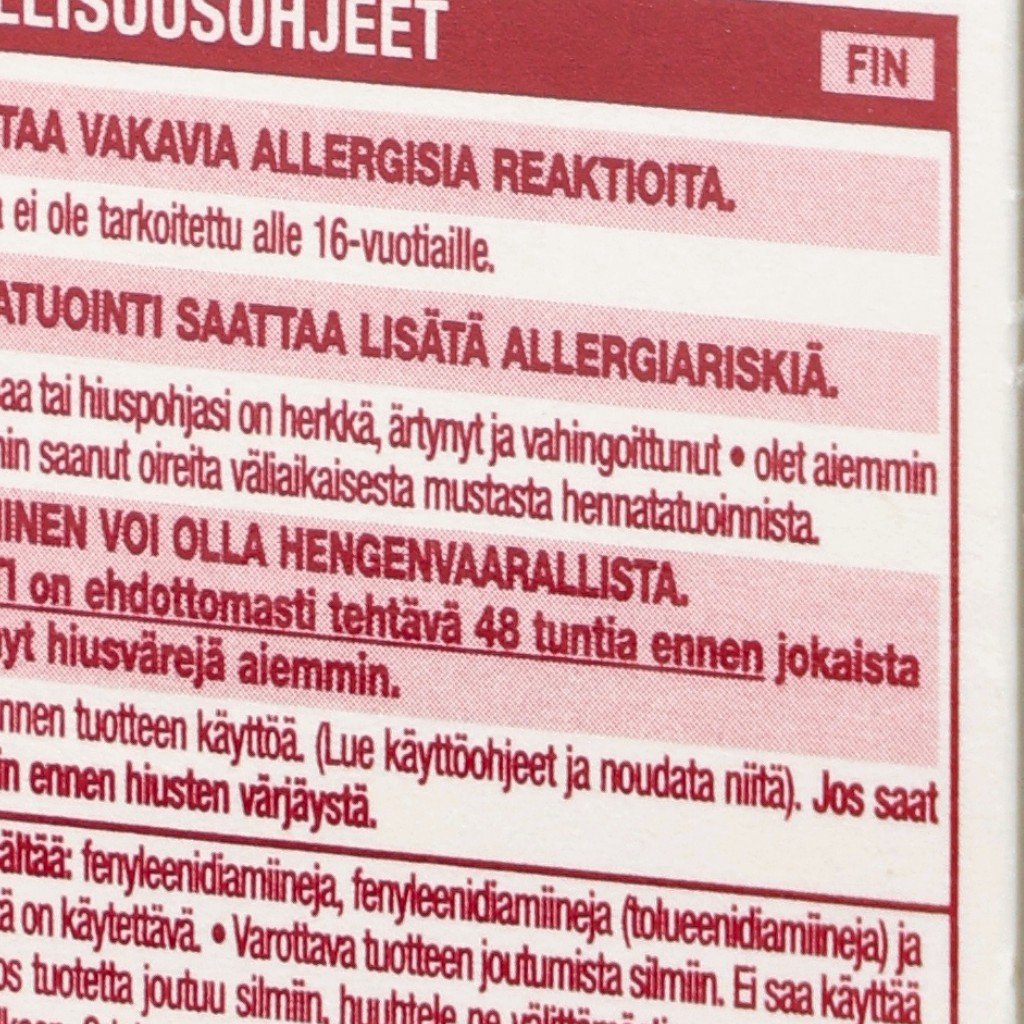 LLISUUSOHJEET
FIN
TAA VAKAVIA ALLERGISIA REAKTIOITA.
ei ole tarkoitettu alle 16-vuotiaille.
ATUOINTI SAATTAA LISÄTÄ ALLERGIARISKIÄ.
aa tai hiuspohjasi on herkkä, ärtynyt ja vahingoittunut • olet aiemmin
in saanut oireita väliaikaisesta mustasta hennatatuoinnista.
INEN VOI OLLA HENGENVAARALLISTA.
I on ehdottomasti tehtävä 48 tuntia ennen jokaista
yt hiusvärejä aiemmin.
nnen tuotteen käyttöä. (Lue käyttöohjeet ja noudata niitä). Jos saat
in ennen hiusten värjäystä.
ältää: fenyleenidiamiineja, fenyleenidiamiineja (tolueenidiamiineja) ja
ä on käytettävä. • Varottava tuotteen joutumista silmiin. Ei saa käyttää
os tuotetta joutuu silmiin, huuhtele ne välittömästi